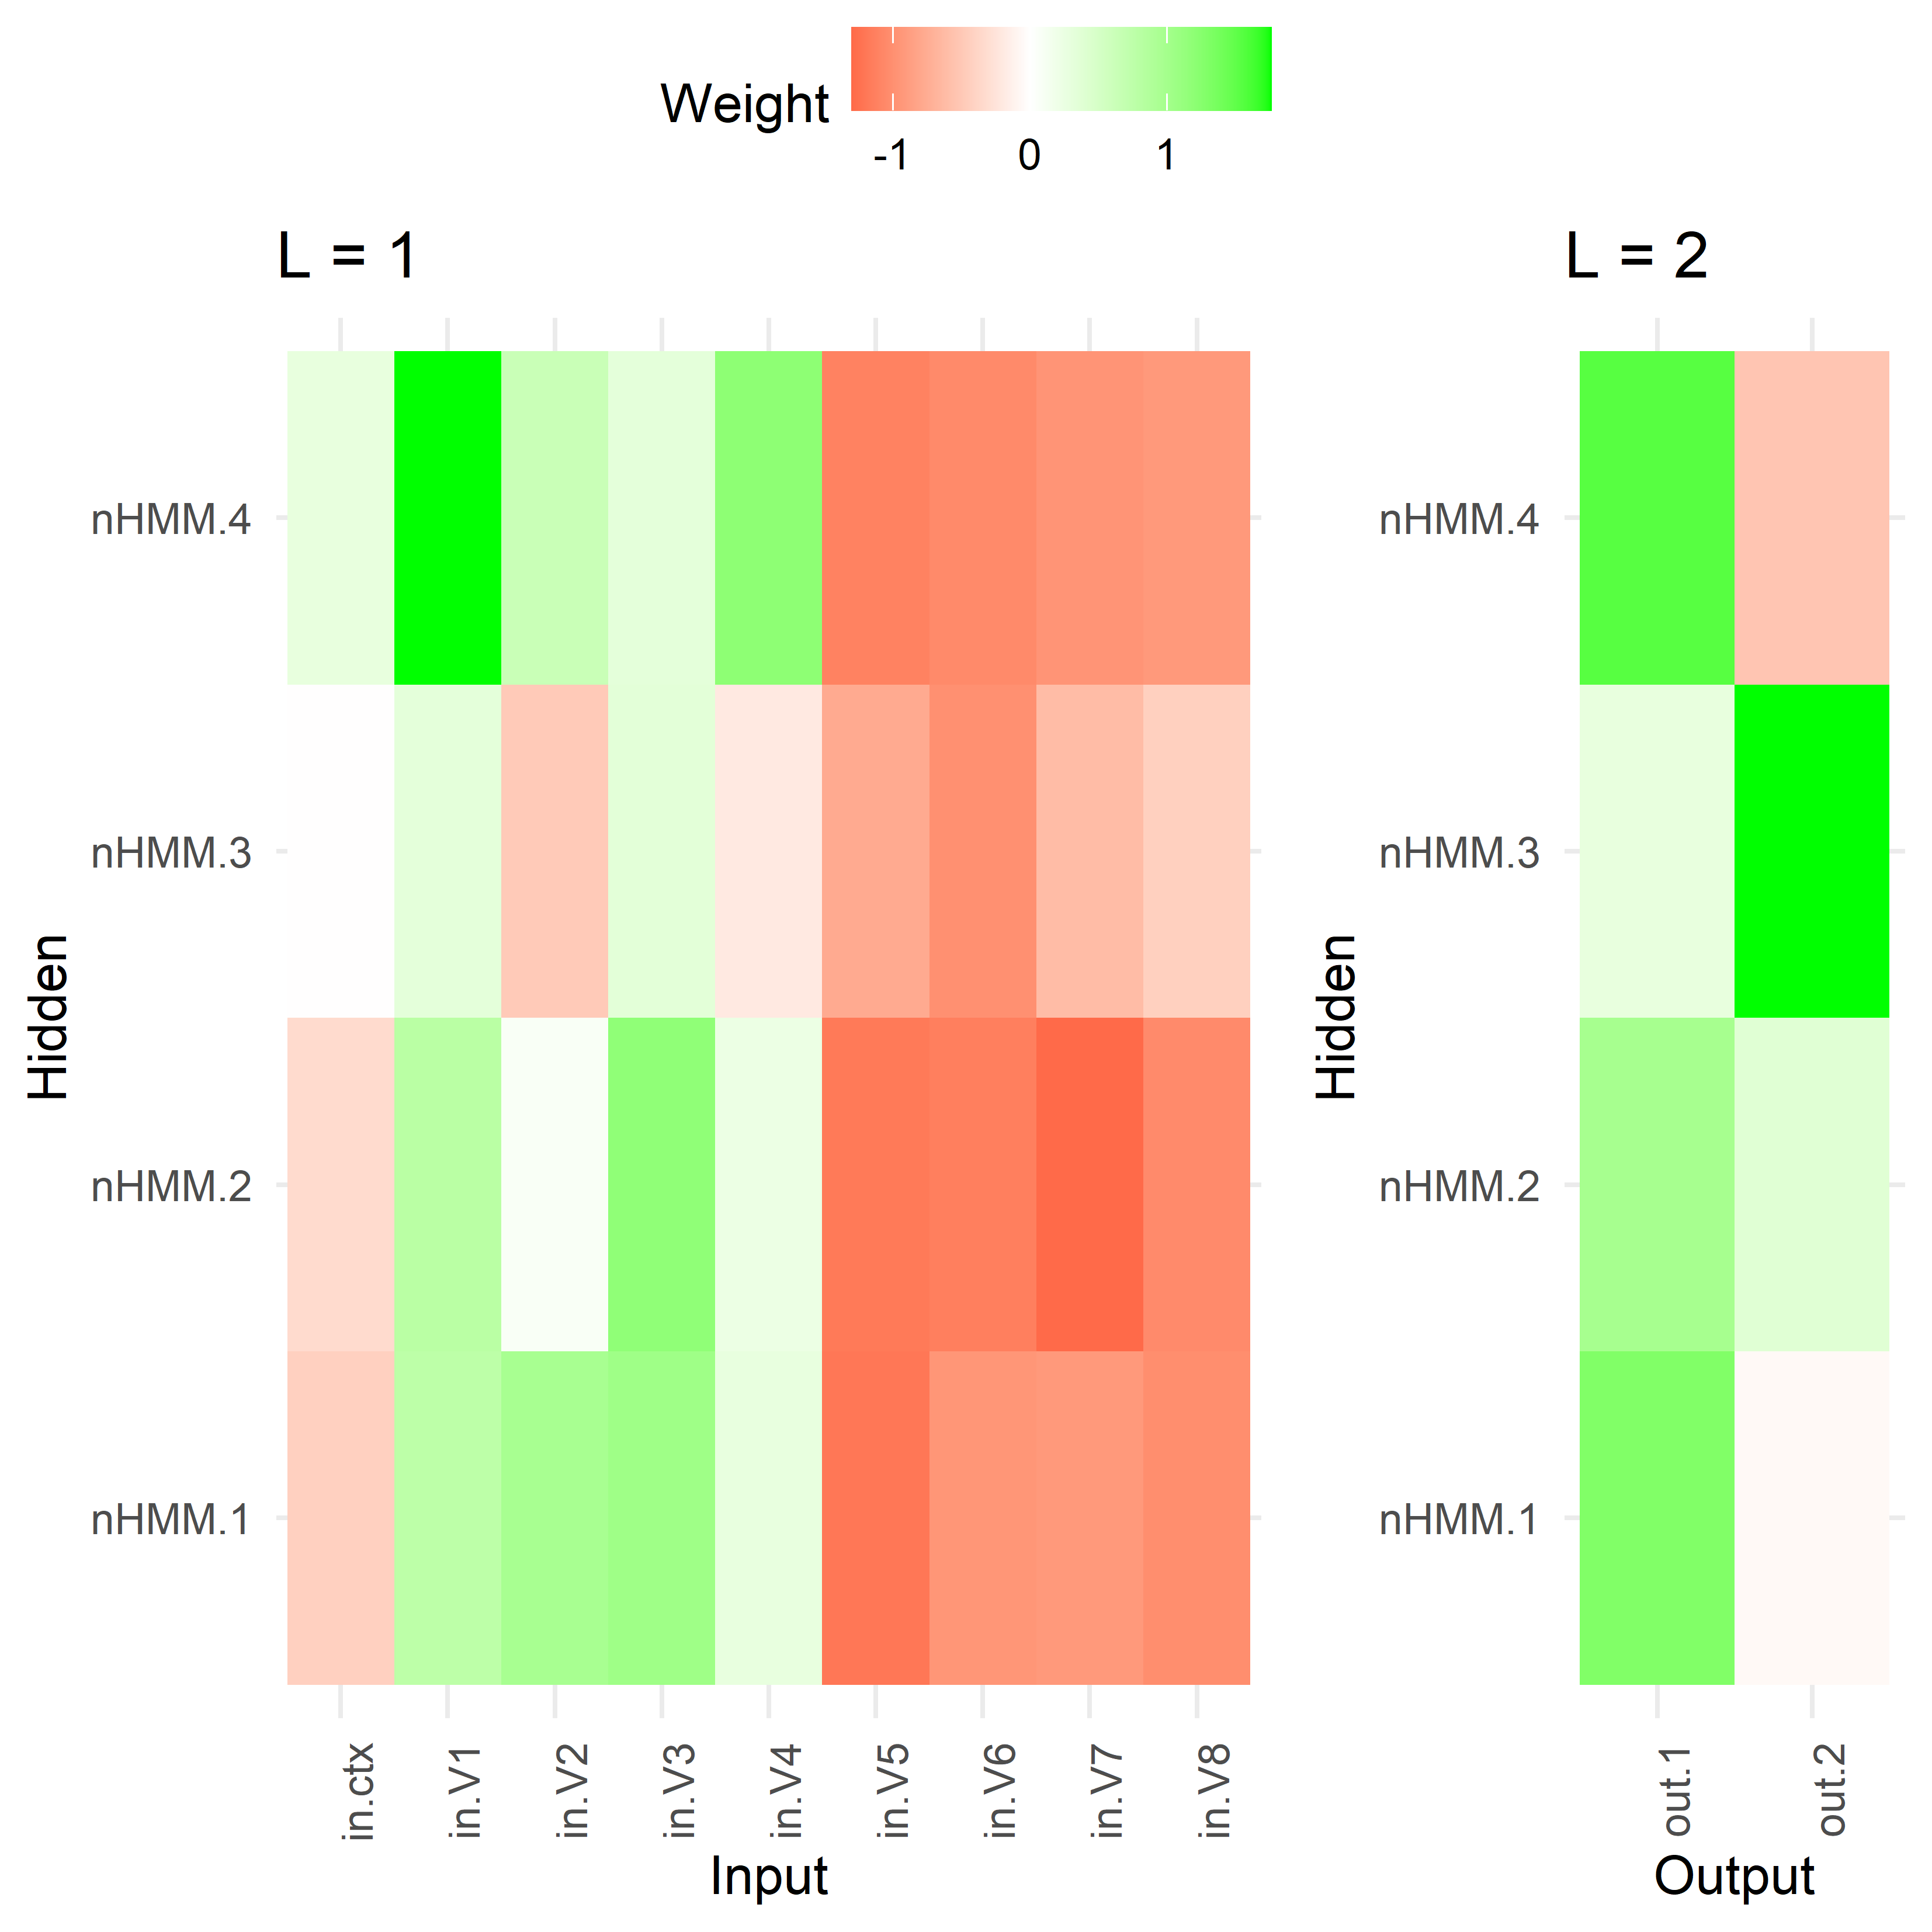 Weight
-1 0 1
L = 1
L = 2
Hidden
nHMM.4
nHMM.3
nHMM.2
nHMM.1
in.ctx
in.V1
in.V2
in.V3
in.V4
in.V5
in.V6
in.V7
in.V8
Input
Hidden
nHMM.4
nHMM.3
nHMM.2
nHMM.1
out.1
out.2
Output